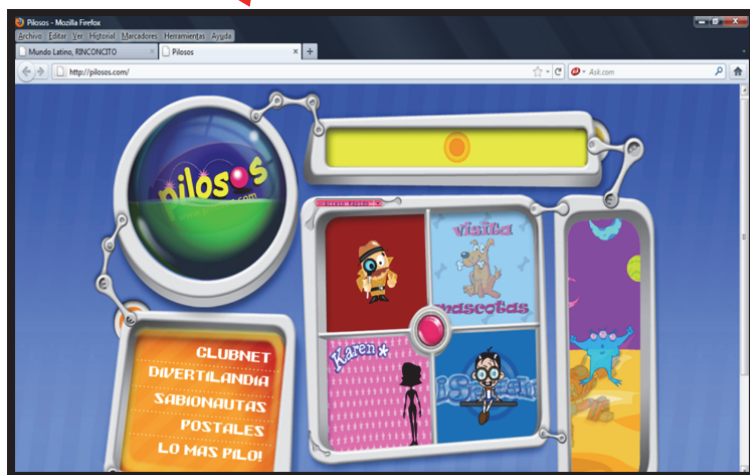 Pilosos - Mozilla Firefox
Archivo Editar Ver Historial Marcadores Herramientas Ayuda
Mundo Latino, RINCONCITO
Pilosos
http://pilosos.com/
Ask.com
pilosos
visita
mascotas
Karen*
CLUBNET
DIVERTILANDIA
SABIONAUTAS
POSTALES
LO MAS PILO!